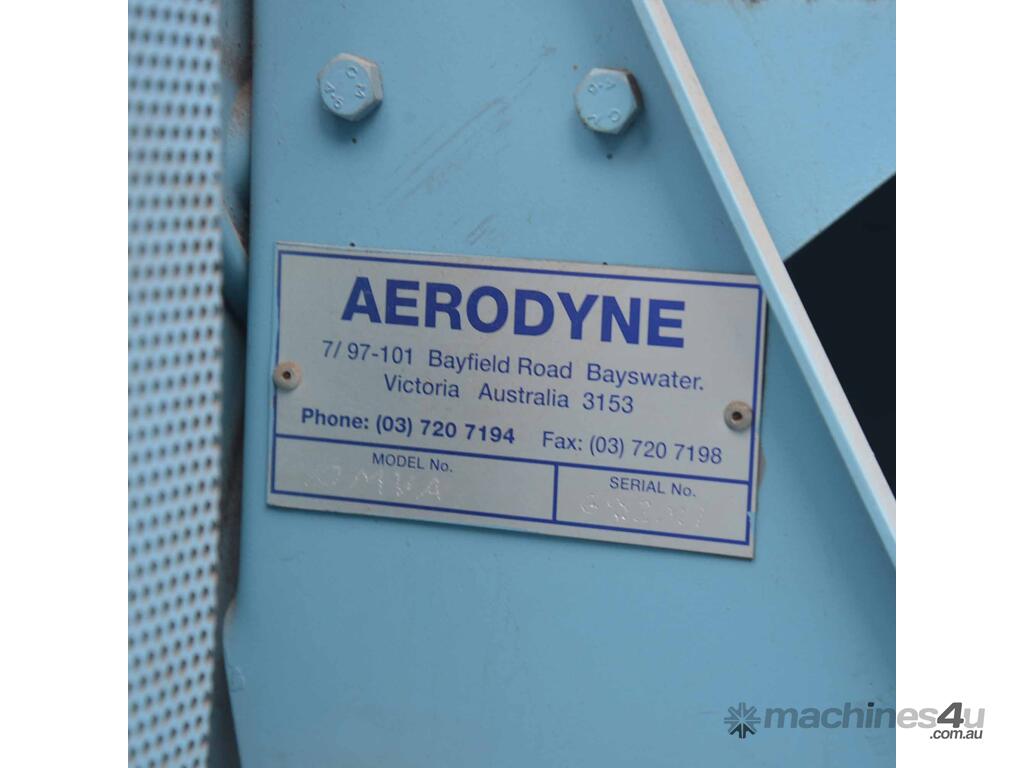 AERODYNE
7/ 97-101 Bayfield Road Bayswater.
Victoria Australia 3153
Phone: (03) 720 7194 Fax: (03) 720 7198
MODEL No.
SERIAL No.
machines4u
.com.au